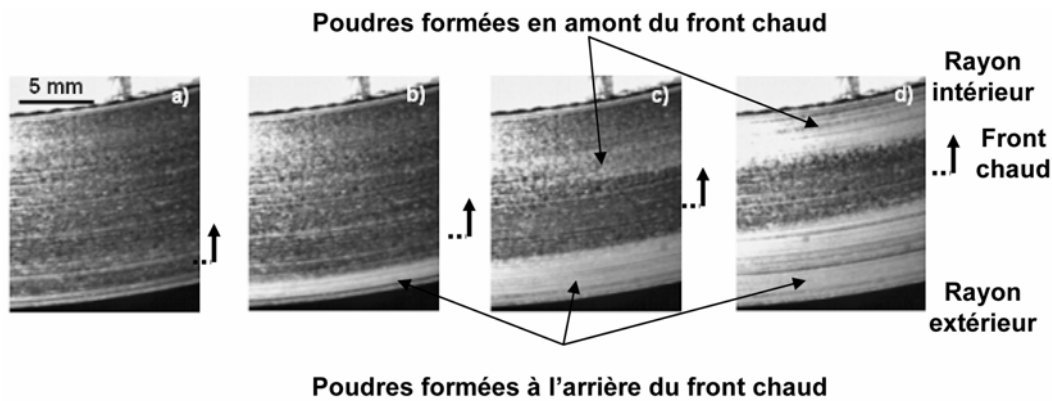 Poudres formées en amont du front chaud
5 mm
a)
b)
c)
d)
Rayon
intérieur
Front
chaud
Rayon
extérieur
Poudres formées à l'arrière du front chaud